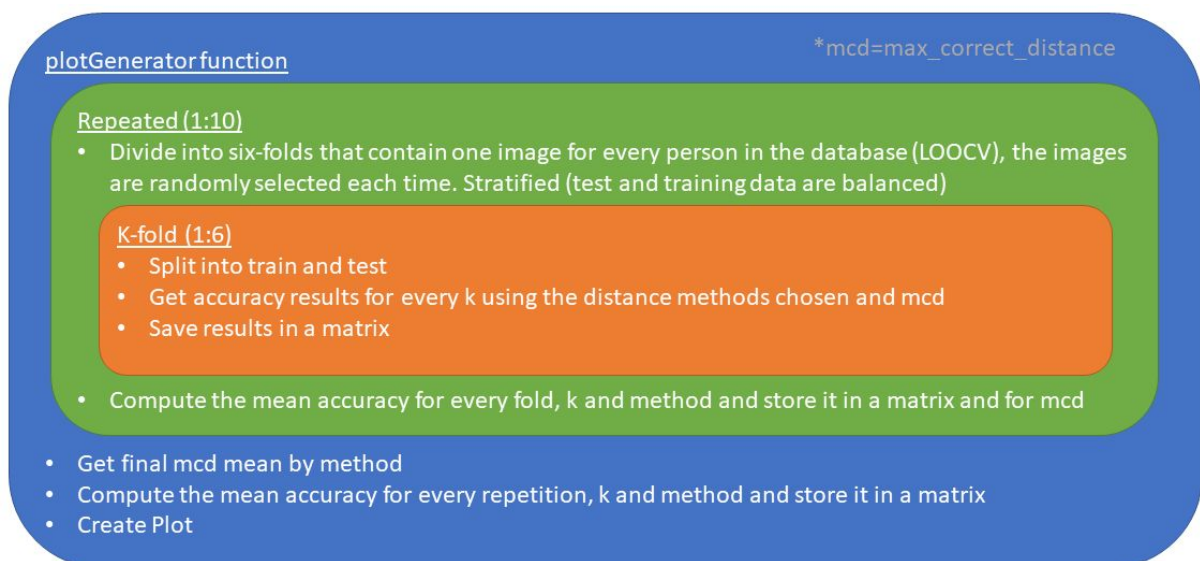 plotGenerator function
*mcd=max_correct_distance
Repeated (1:10)
• Divide into six-folds that contain one image for every person in the database (LOOCV), the images
are randomly selected each time. Stratified (test and training data are balanced)
K-fold (1:6)
• Split into train and test
• Get accuracy results for every k using the distance methods chosen and mcd
• Save results in a matrix
• Compute the mean accuracy for every fold, k and method and store it in a matrix and for mcd
• Get final mcd mean by method
• Compute the mean accuracy for every repetition, k and method and store it in a matrix
• Create Plot